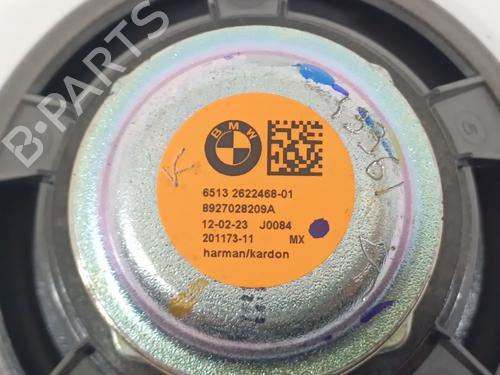 B-PARTS
BMW
6513 2622468-01
8927028209A
12-02-23 J0084
201173-11 MX
harman/kardon
K